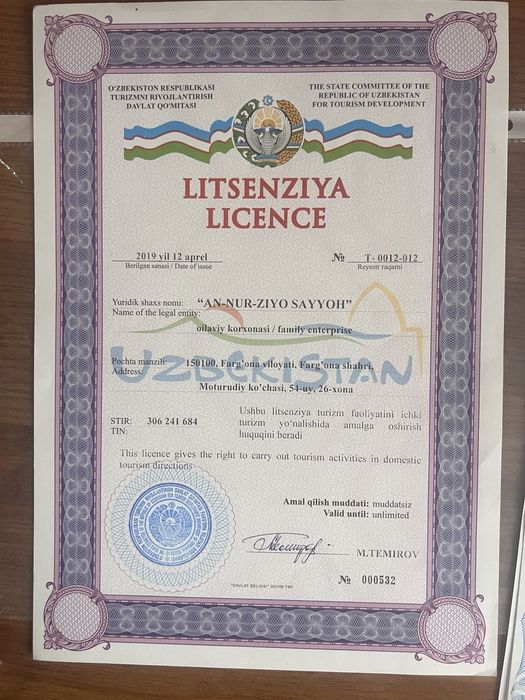 O'ZBEKISTON RESPUBLIKASI
TURIZMNI RIVOJLANTIRISH
DAVLAT QO'MITASI
THE STATE COMMITTEE OF THE
REPUBLIC OF UZBEKISTAN
FOR TOURISM DEVELOPMENT
LITSENZIYA
LICENCE
2019 yil 12 aprel
Berilgan sanasi / Date of issue
№ T- 0012-012
Reyestr raqami
Yuridik shaxs nomi: "AN-NUR-ZIYO SAYYOH"
Name of the legal entity:
oilaviy korxonasi / family enterprise
Pochta manzili: 150100, Farg'ona viloyati, Farg'ona shahri,
Address:
Moturudiy ko'chasi, 54-uy, 26-xona
UZBEKISTAN
STIR: 306 241 684
TIN:
Ushbu litsenziya turizm faoliyatini ichki
turizm yo'nalishida amalga oshirish
huquqini beradi
This licence gives the right to carry out tourism activities in domestic
tourism directions
Amal qilish muddati: muddatsiz
Valid until: unlimited
M.TEMIROV
№ 000532
"DAVLAT BELGISI" DICHB TBF